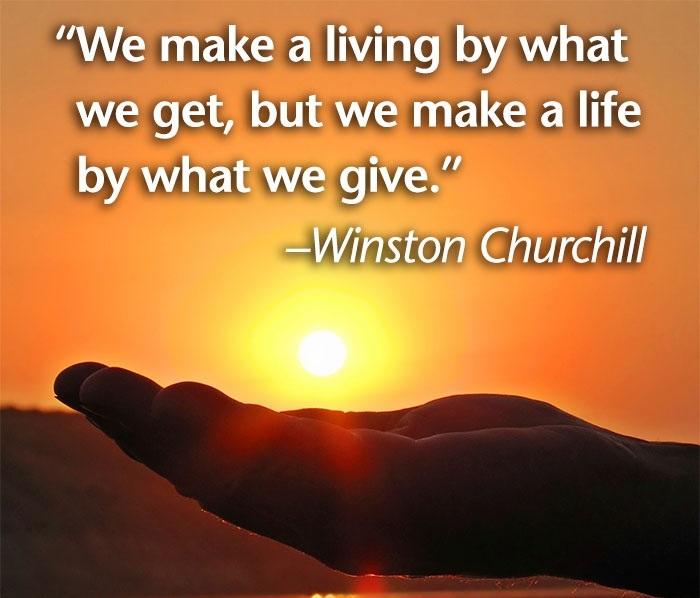 “We make a living by what
we get, but we make a life
by what we give.”
–Winston Churchill